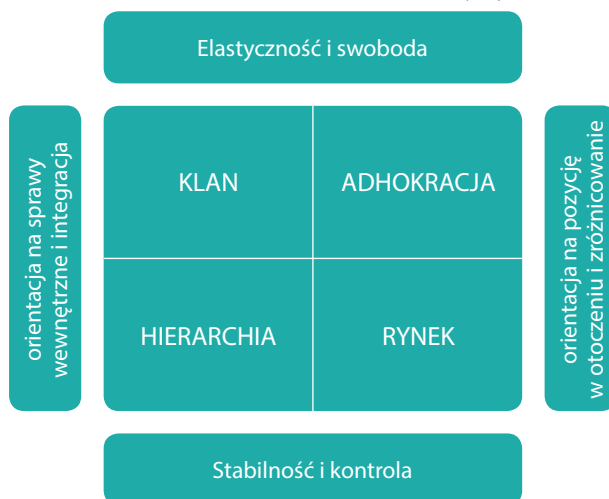 Elastyczność i swoboda
orientacja na sprawy
wewnętrzne i integracja
KLAN
ADHOKRACJA
HIERARCHIA
RYNEK
orientacja na pozycję
w otoczeniu i zróżnicowanie
Stabilność i kontrola